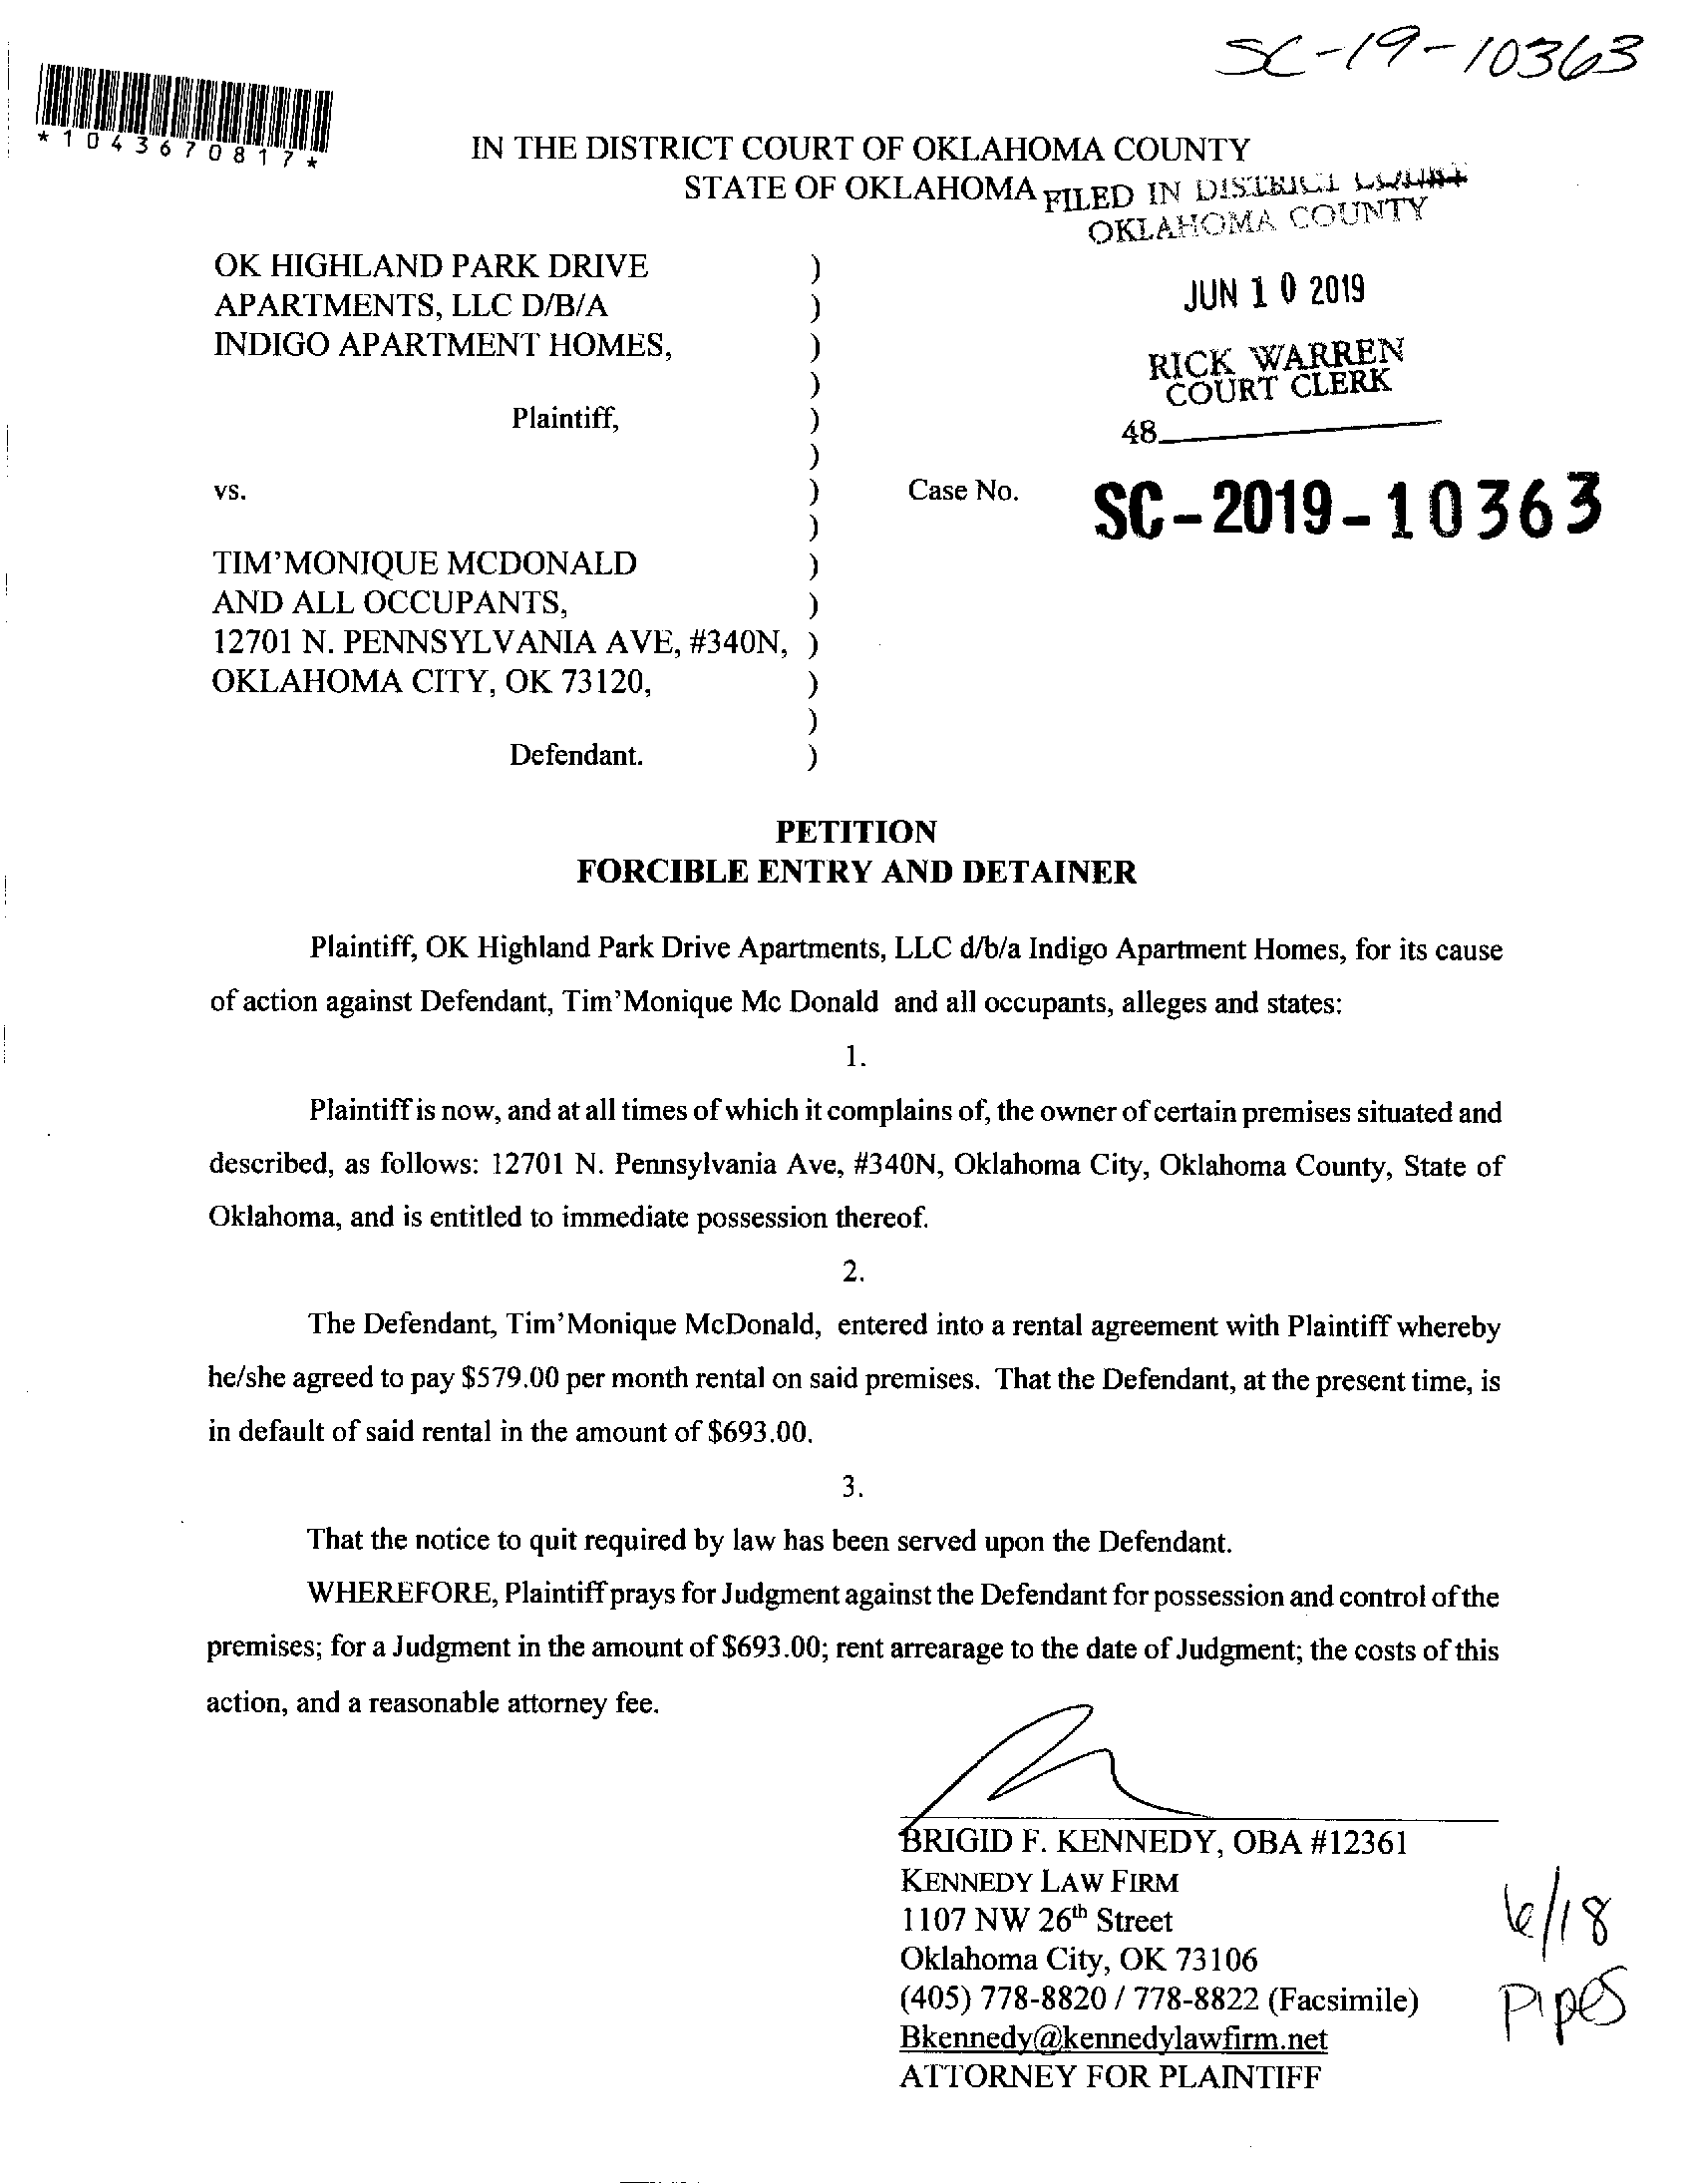 SC-19-10363
*1043670817*
IN THE DISTRICT COURT OF OKLAHOMA COUNTY
STATE OF OKLAHOMA
FILED IN DISTRICT COURT
OKLAHOMA COUNTY
JUN 10 2019
RICK WARREN
COURT CLERK
48
OK HIGHLAND PARK DRIVE )
APARTMENTS, LLC D/B/A )
INDIGO APARTMENT HOMES, )
)
Plaintiff, )
)
vs. ) Case No. SC-2019-10363
)
TIM'MONIQUE MCDONALD )
AND ALL OCCUPANTS, )
12701 N. PENNSYLVANIA AVE, #340N, )
OKLAHOMA CITY, OK 73120, )
)
Defendant. )
PETITION
FORCIBLE ENTRY AND DETAINER
Plaintiff, OK Highland Park Drive Apartments, LLC d/b/a Indigo Apartment Homes, for its cause
of action against Defendant, Tim'Monique Mc Donald and all occupants, alleges and states:
1.
Plaintiff is now, and at all times of which it complains of, the owner of certain premises situated and
described, as follows: 12701 N. Pennsylvania Ave, #340N, Oklahoma City, Oklahoma County, State of
Oklahoma, and is entitled to immediate possession thereof.
2.
The Defendant, Tim'Monique McDonald, entered into a rental agreement with Plaintiff whereby
he/she agreed to pay $579.00 per month rental on said premises. That the Defendant, at the present time, is
in default of said rental in the amount of $693.00.
3.
That the notice to quit required by law has been served upon the Defendant.
WHEREFORE, Plaintiff prays for Judgment against the Defendant for possession and control of the
premises; for a Judgment in the amount of $693.00; rent arrearage to the date of Judgment; the costs of this
action, and a reasonable attorney fee.
BRIGID F. KENNEDY, OBA #12361
KENNEDY LAW FIRM
1107 NW 26th Street
Oklahoma City, OK 73106
(405) 778-8820 / 778-8822 (Facsimile)
Bkennedy@kennedylawfirm.net
ATTORNEY FOR PLAINTIFF
6/18
Pipes